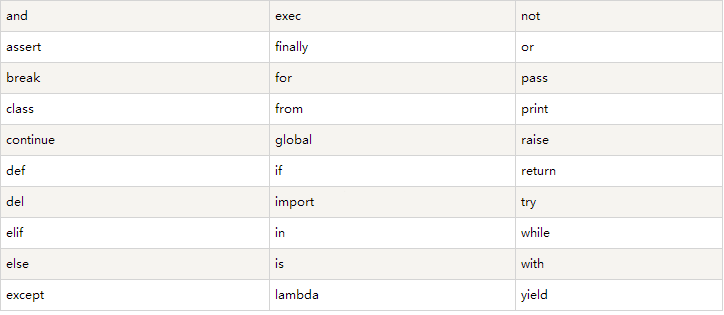 and exec not
assert finally or
break for pass
class from print
continue global raise
def if return
del import try
elif in while
else is with
except lambda yield